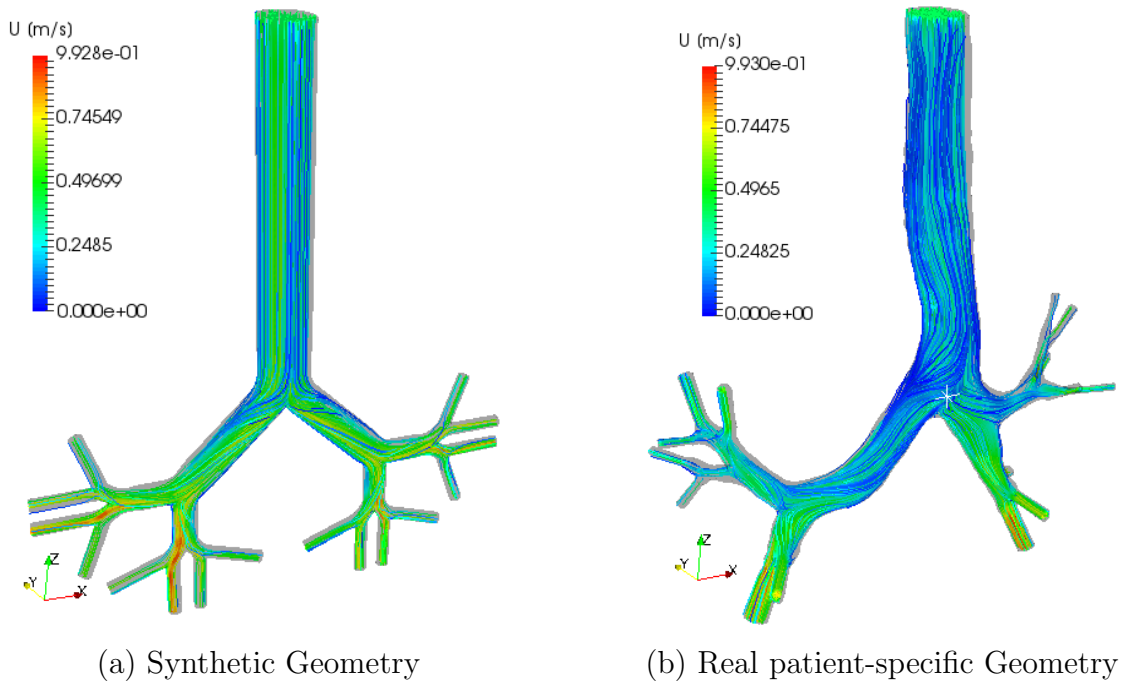 U (m/s)
9.928e-01
0.74549
0.49699
0.2485
0.000e+00
Z
Y
X
(a) Synthetic Geometry
U (m/s)
9.930e-01
0.74475
0.4965
0.24825
0.000e+00
Z
Y
X
(b) Real patient-specific Geometry